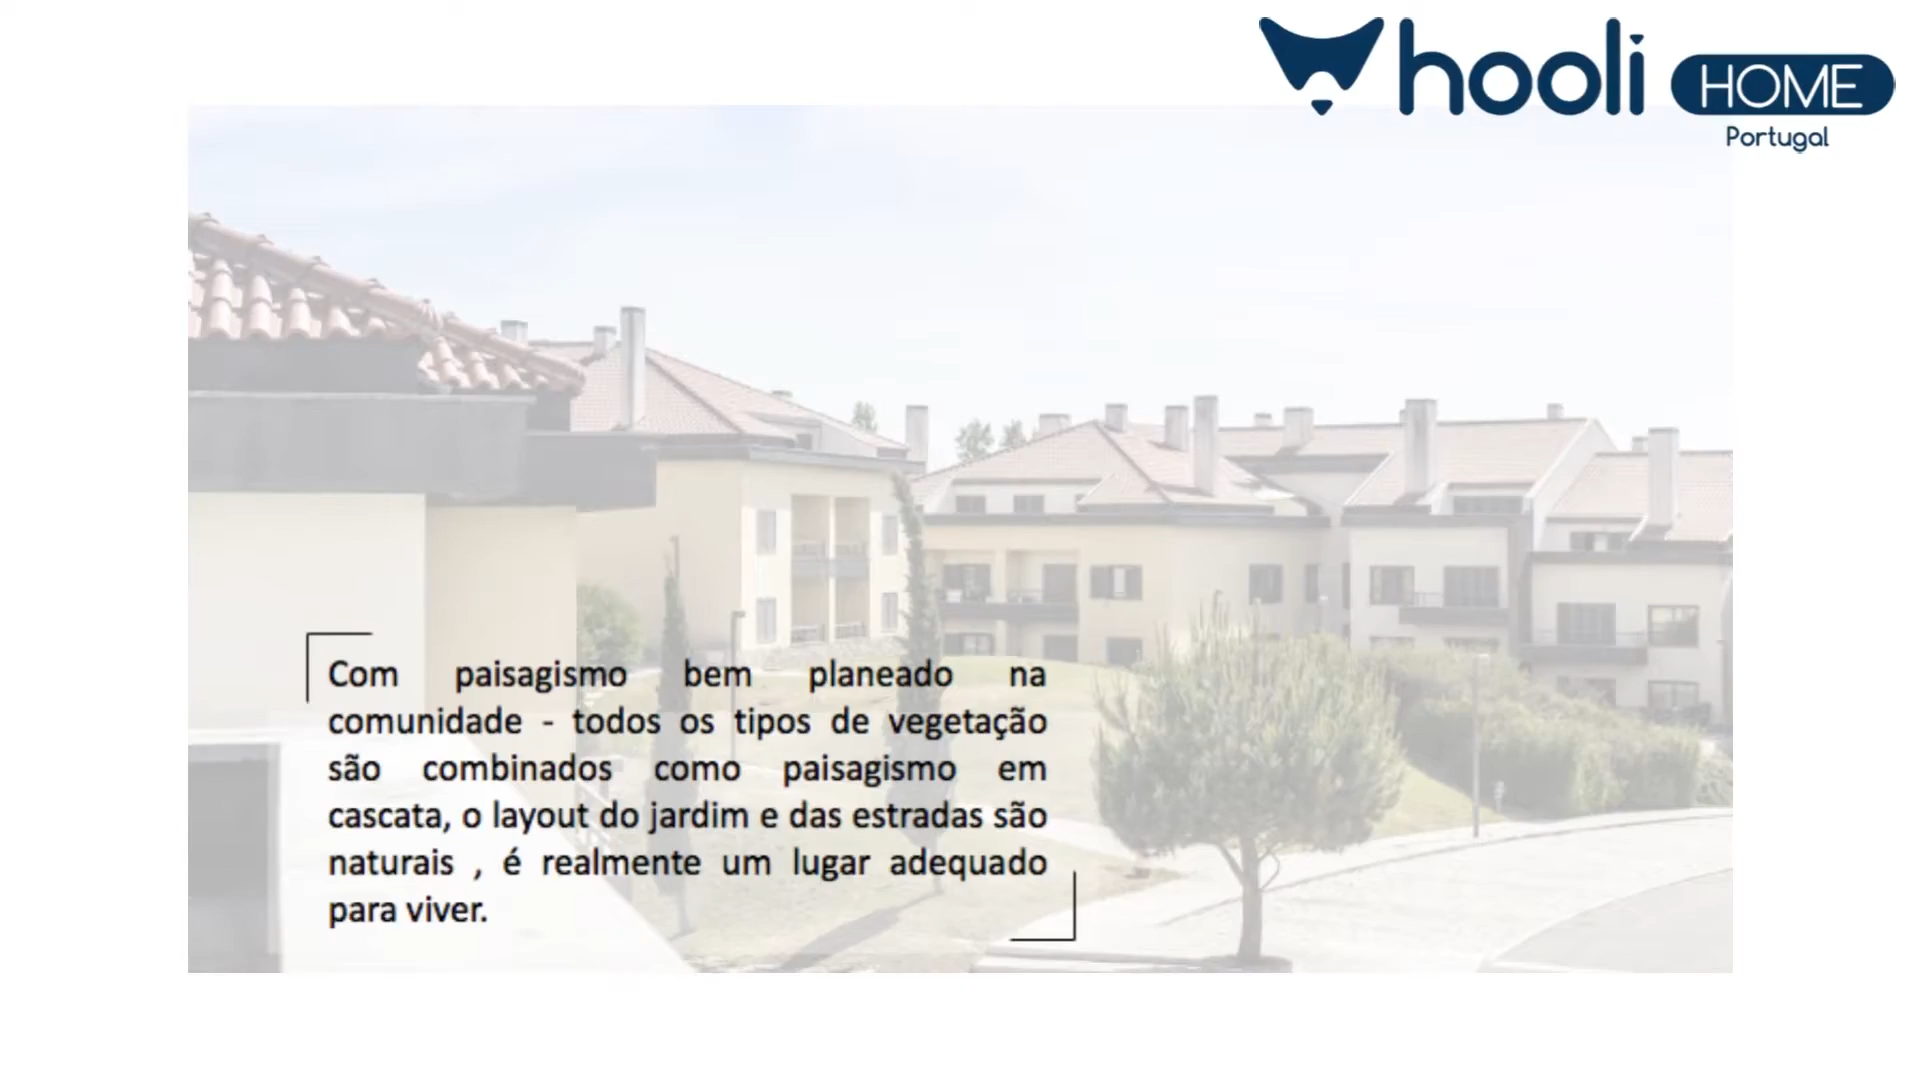 hooli HOME
Portugal
Com paisagismo bem planeado na
comunidade - todos os tipos de vegetação
são combinados como paisagismo em
cascata, o layout do jardim e das estradas são
naturais , é realmente um lugar adequado
para viver.